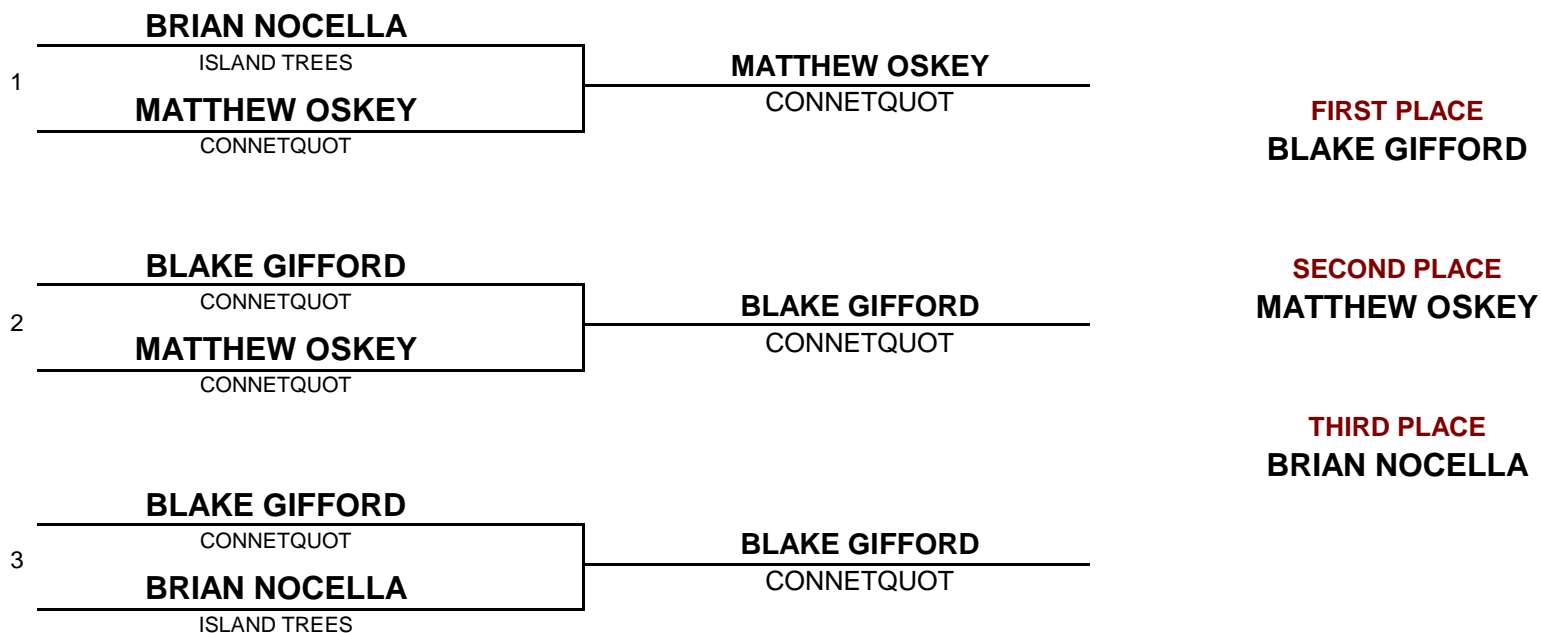 BRIAN NOCELLA
ISLAND TREES
1
MATTHEW OSKEY
CONNETQUOT
MATTHEW OSKEY
CONNETQUOT
BLAKE GIFFORD
CONNETQUOT
2
MATTHEW OSKEY
CONNETQUOT
BLAKE GIFFORD
CONNETQUOT
BLAKE GIFFORD
CONNETQUOT
3
BRIAN NOCELLA
ISLAND TREES
BLAKE GIFFORD
CONNETQUOT
FIRST PLACE
BLAKE GIFFORD
SECOND PLACE
MATTHEW OSKEY
THIRD PLACE
BRIAN NOCELLA